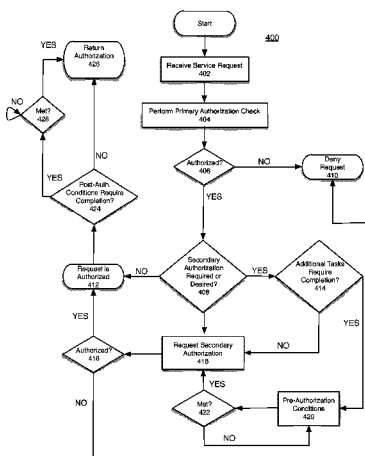 Start
400
Receive Service Request
402
Perform Primary Authorization Check
404
Authorized?
406
NO
Deny
Request
410
YES
Return
Authorization
426
YES
NO
Met?
428
NO
YES
Post-Auth.
Conditions Require
Completion?
424
Secondary
Authorization
Required or
Desired?
408
YES
Additional Tasks
Require
Completion?
414
NO
Request is
Authorized
412
YES
YES
NO
Authorized?
418
Request Secondary
Authorization
416
YES
NO
Met?
422
NO
Pre-Authorization
Conditions
420